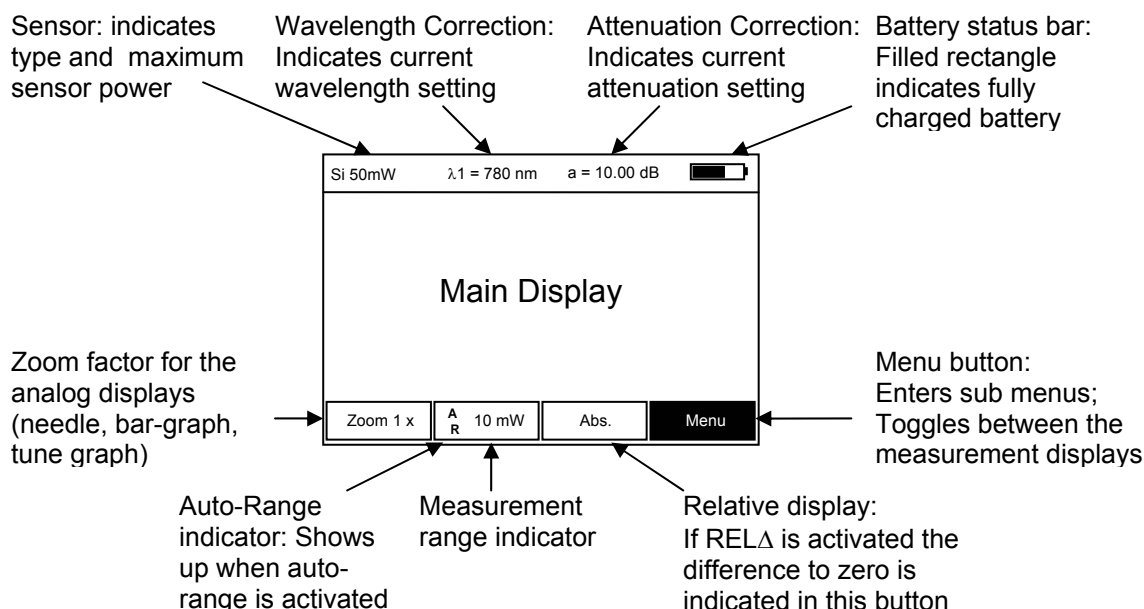 Sensor: indicates
type and maximum
sensor power
Wavelength Correction:
Indicates current
wavelength setting
Attenuation Correction:
Indicates current
attenuation setting
Battery status bar:
Filled rectangle
indicates fully
charged battery
Si 50mW
λ1 = 780 nm
a = 10.00 dB
Main Display
Zoom factor for the
analog displays
(needle, bar-graph,
tune graph)
Menu button:
Enters sub menus;
Toggles between the
measurement displays
Zoom 1 x
A
R
10 mW
Abs.
Menu
Auto-Range
indicator: Shows
up when auto-
range is activated
Measurement
range indicator
Relative display:
If REL∆ is activated the
difference to zero is
indicated in this button